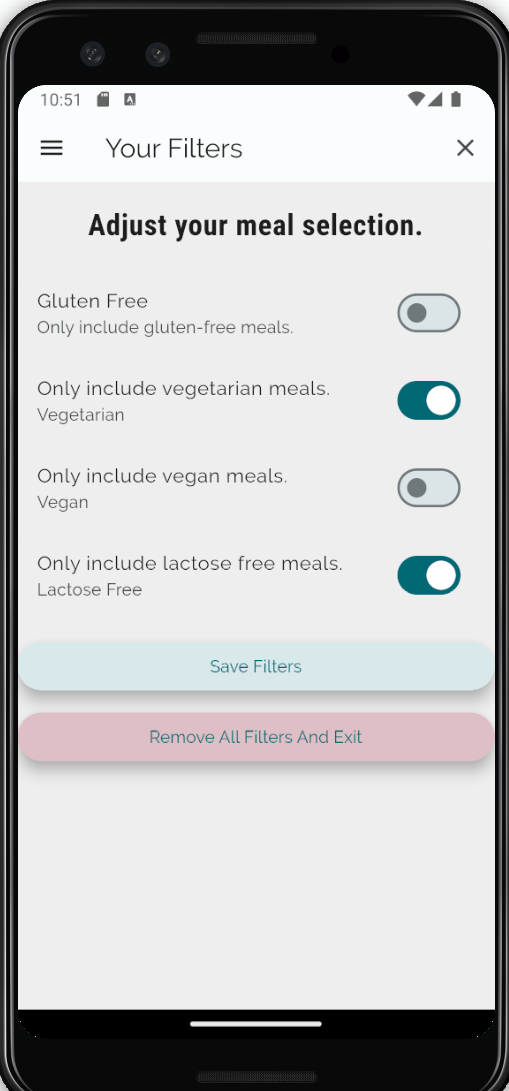 10:51
Your Filters
Adjust your meal selection.
Gluten Free
Only include gluten-free meals.
Only include vegetarian meals.
Vegetarian
Only include vegan meals.
Vegan
Only include lactose free meals.
Lactose Free
Save Filters
Remove All Filters And Exit